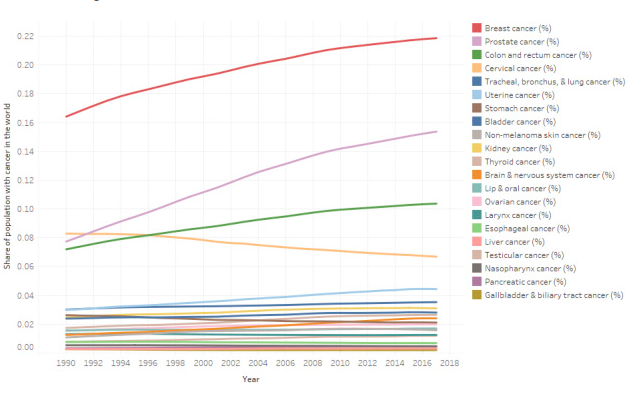 0.22
0.20
0.18
0.16
0.14
0.12
0.10
0.08
0.06
0.04
0.02
0.00
Share of population with cancer in the world
1990 1992 1994 1996 1998 2000 2002 2004 2006 2008 2010 2012 2014 2016 2018
Year
Breast cancer (%)
Prostate cancer (%)
Colon and rectum cancer (%)
Cervical cancer (%)
Tracheal, bronchus, & lung cancer (%)
Uterine cancer (%)
Stomach cancer (%)
Bladder cancer (%)
Non-melanoma skin cancer (%)
Kidney cancer (%)
Thyroid cancer (%)
Brain & nervous system cancer (%)
Lip & oral cancer (%)
Ovarian cancer (%)
Larynx cancer (%)
Esophageal cancer (%)
Liver cancer (%)
Testicular cancer (%)
Nasopharynx cancer (%)
Pancreatic cancer (%)
Gallbladder & biliary tract cancer (%)